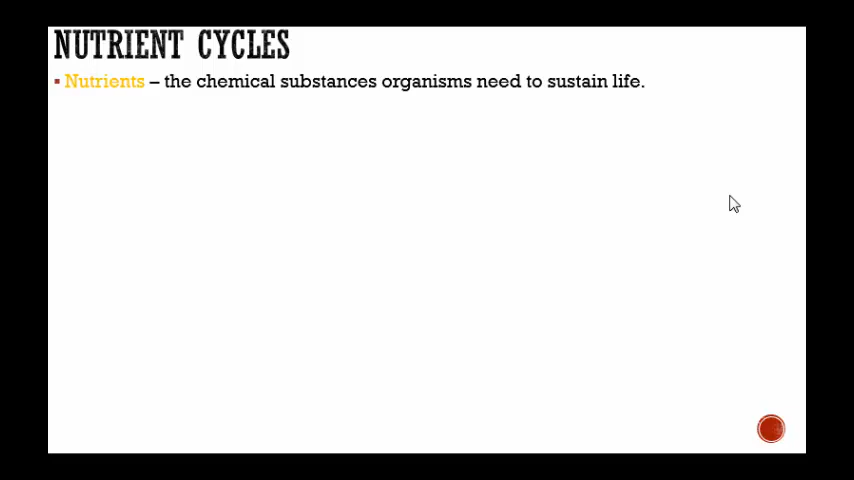 NUTRIENT CYCLES
▪ Nutrients – the chemical substances organisms need to sustain life.